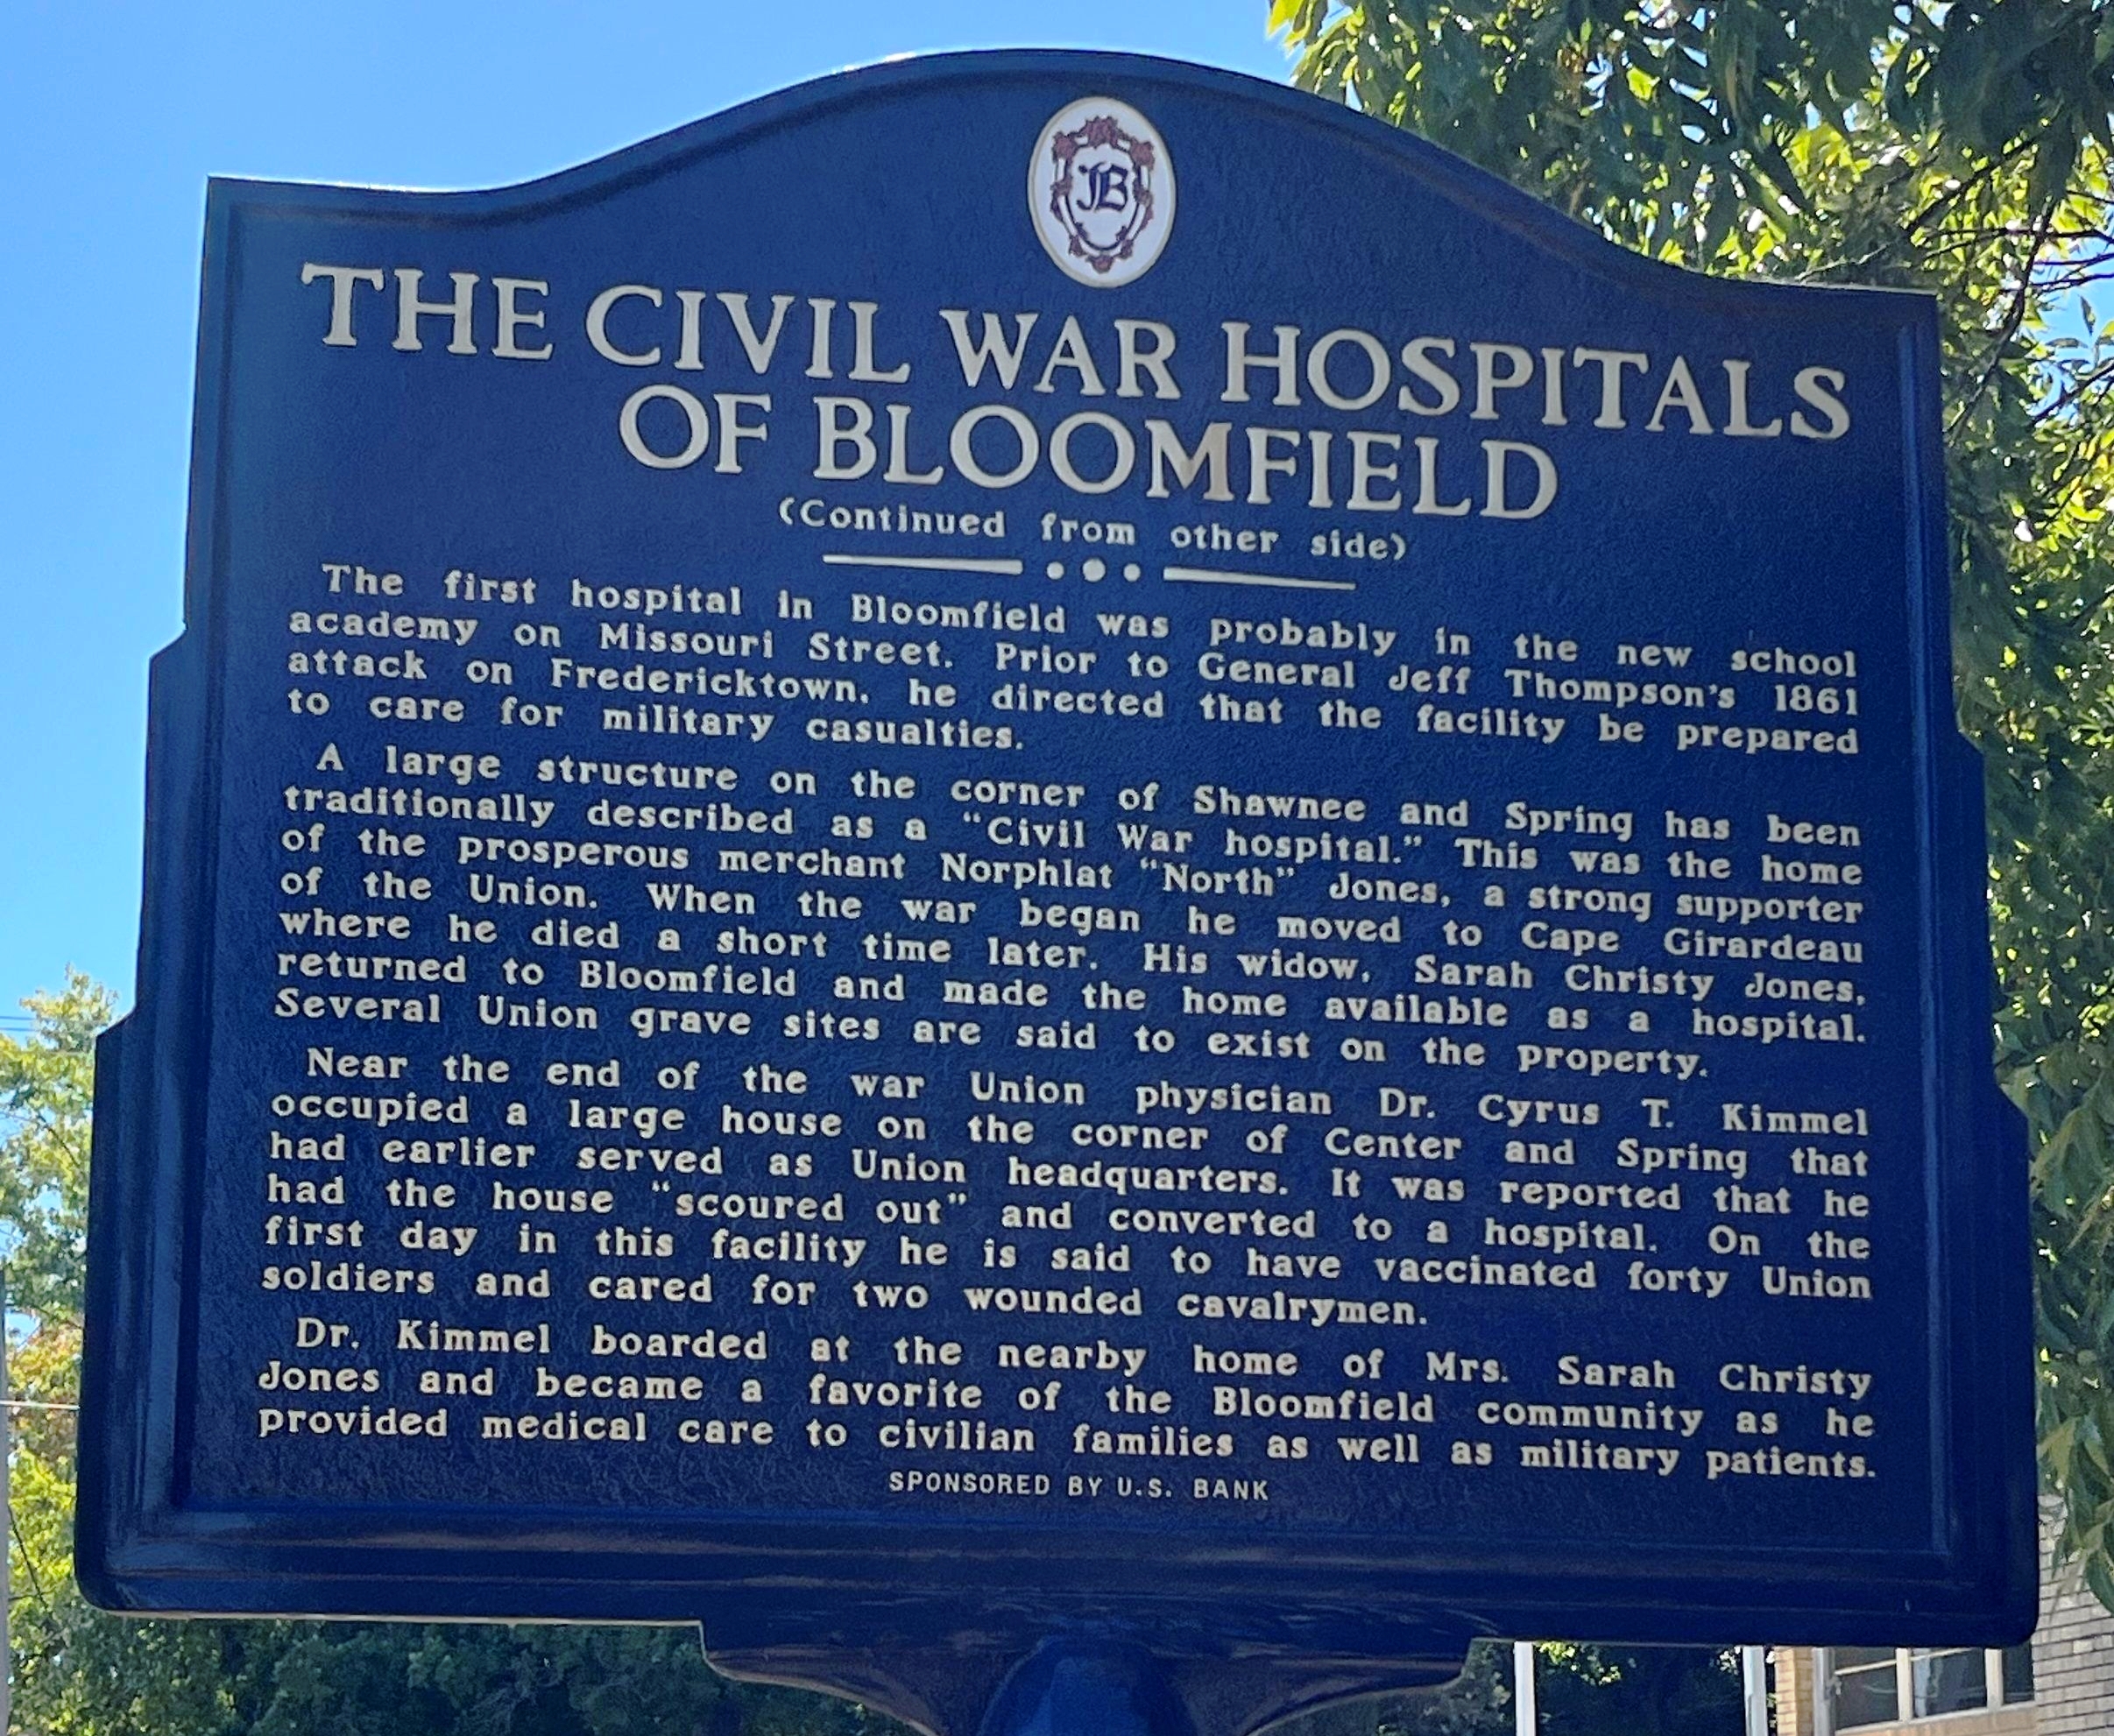 JB
THE CIVIL WAR HOSPITALS
OF BLOOMFIELD
(Continued from other side)
The first hospital in Bloomfield was probably in the new school
academy on Missouri Street. Prior to General Jeff Thompson's 1861
attack on Fredericktown, he directed that the facility be prepared
to care for military casualties.
A large structure on the corner of Shawnee and Spring has been
traditionally described as a "Civil War hospital." This was the home
of the prosperous merchant Norphlat "North" Jones, a strong supporter
of the Union. When the war began he moved to Cape Girardeau
where he died a short time later. His widow, Sarah Christy Jones,
returned to Bloomfield and made the home available as a hospital.
Several Union grave sites are said to exist on the property.
Near the end of the war Union physician Dr. Cyrus T. Kimmel
occupied a large house on the corner of Center and Spring that
had earlier served as Union headquarters. It was reported that he
had the house "scoured out" and converted to a hospital. On the
first day in this facility he is said to have vaccinated forty Union
soldiers and cared for two wounded cavalrymen.
Dr. Kimmel boarded at the nearby home of Mrs. Sarah Christy
Jones and became a favorite of the Bloomfield community as he
provided medical care to civilian families as well as military patients.
SPONSORED BY U.S. BANK